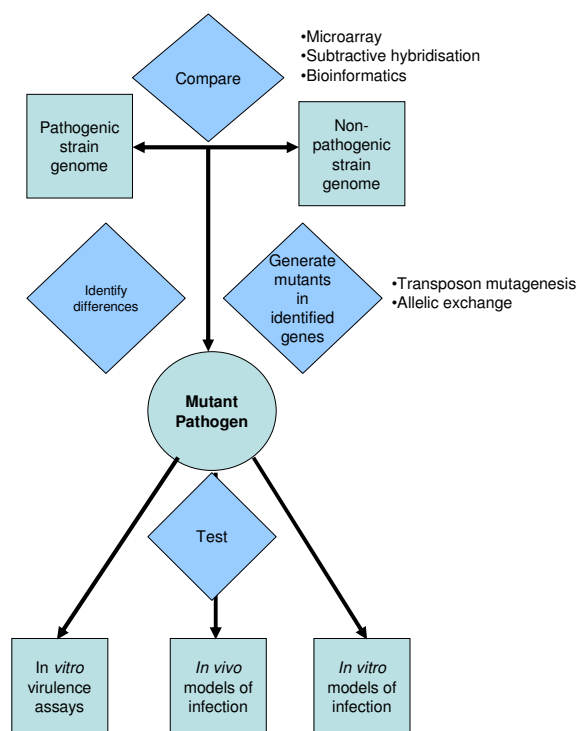 •Microarray
•Subtractive hybridisation
•Bioinformatics
Compare
Pathogenic
strain
genome
Non-
pathogenic
strain
genome
Identify
differences
Generate
mutants
in
identified
genes
•Transposon mutagenesis
•Allelic exchange
Mutant
Pathogen
Test
In vitro
virulence
assays
In vivo
models of
infection
In vitro
models of
infection